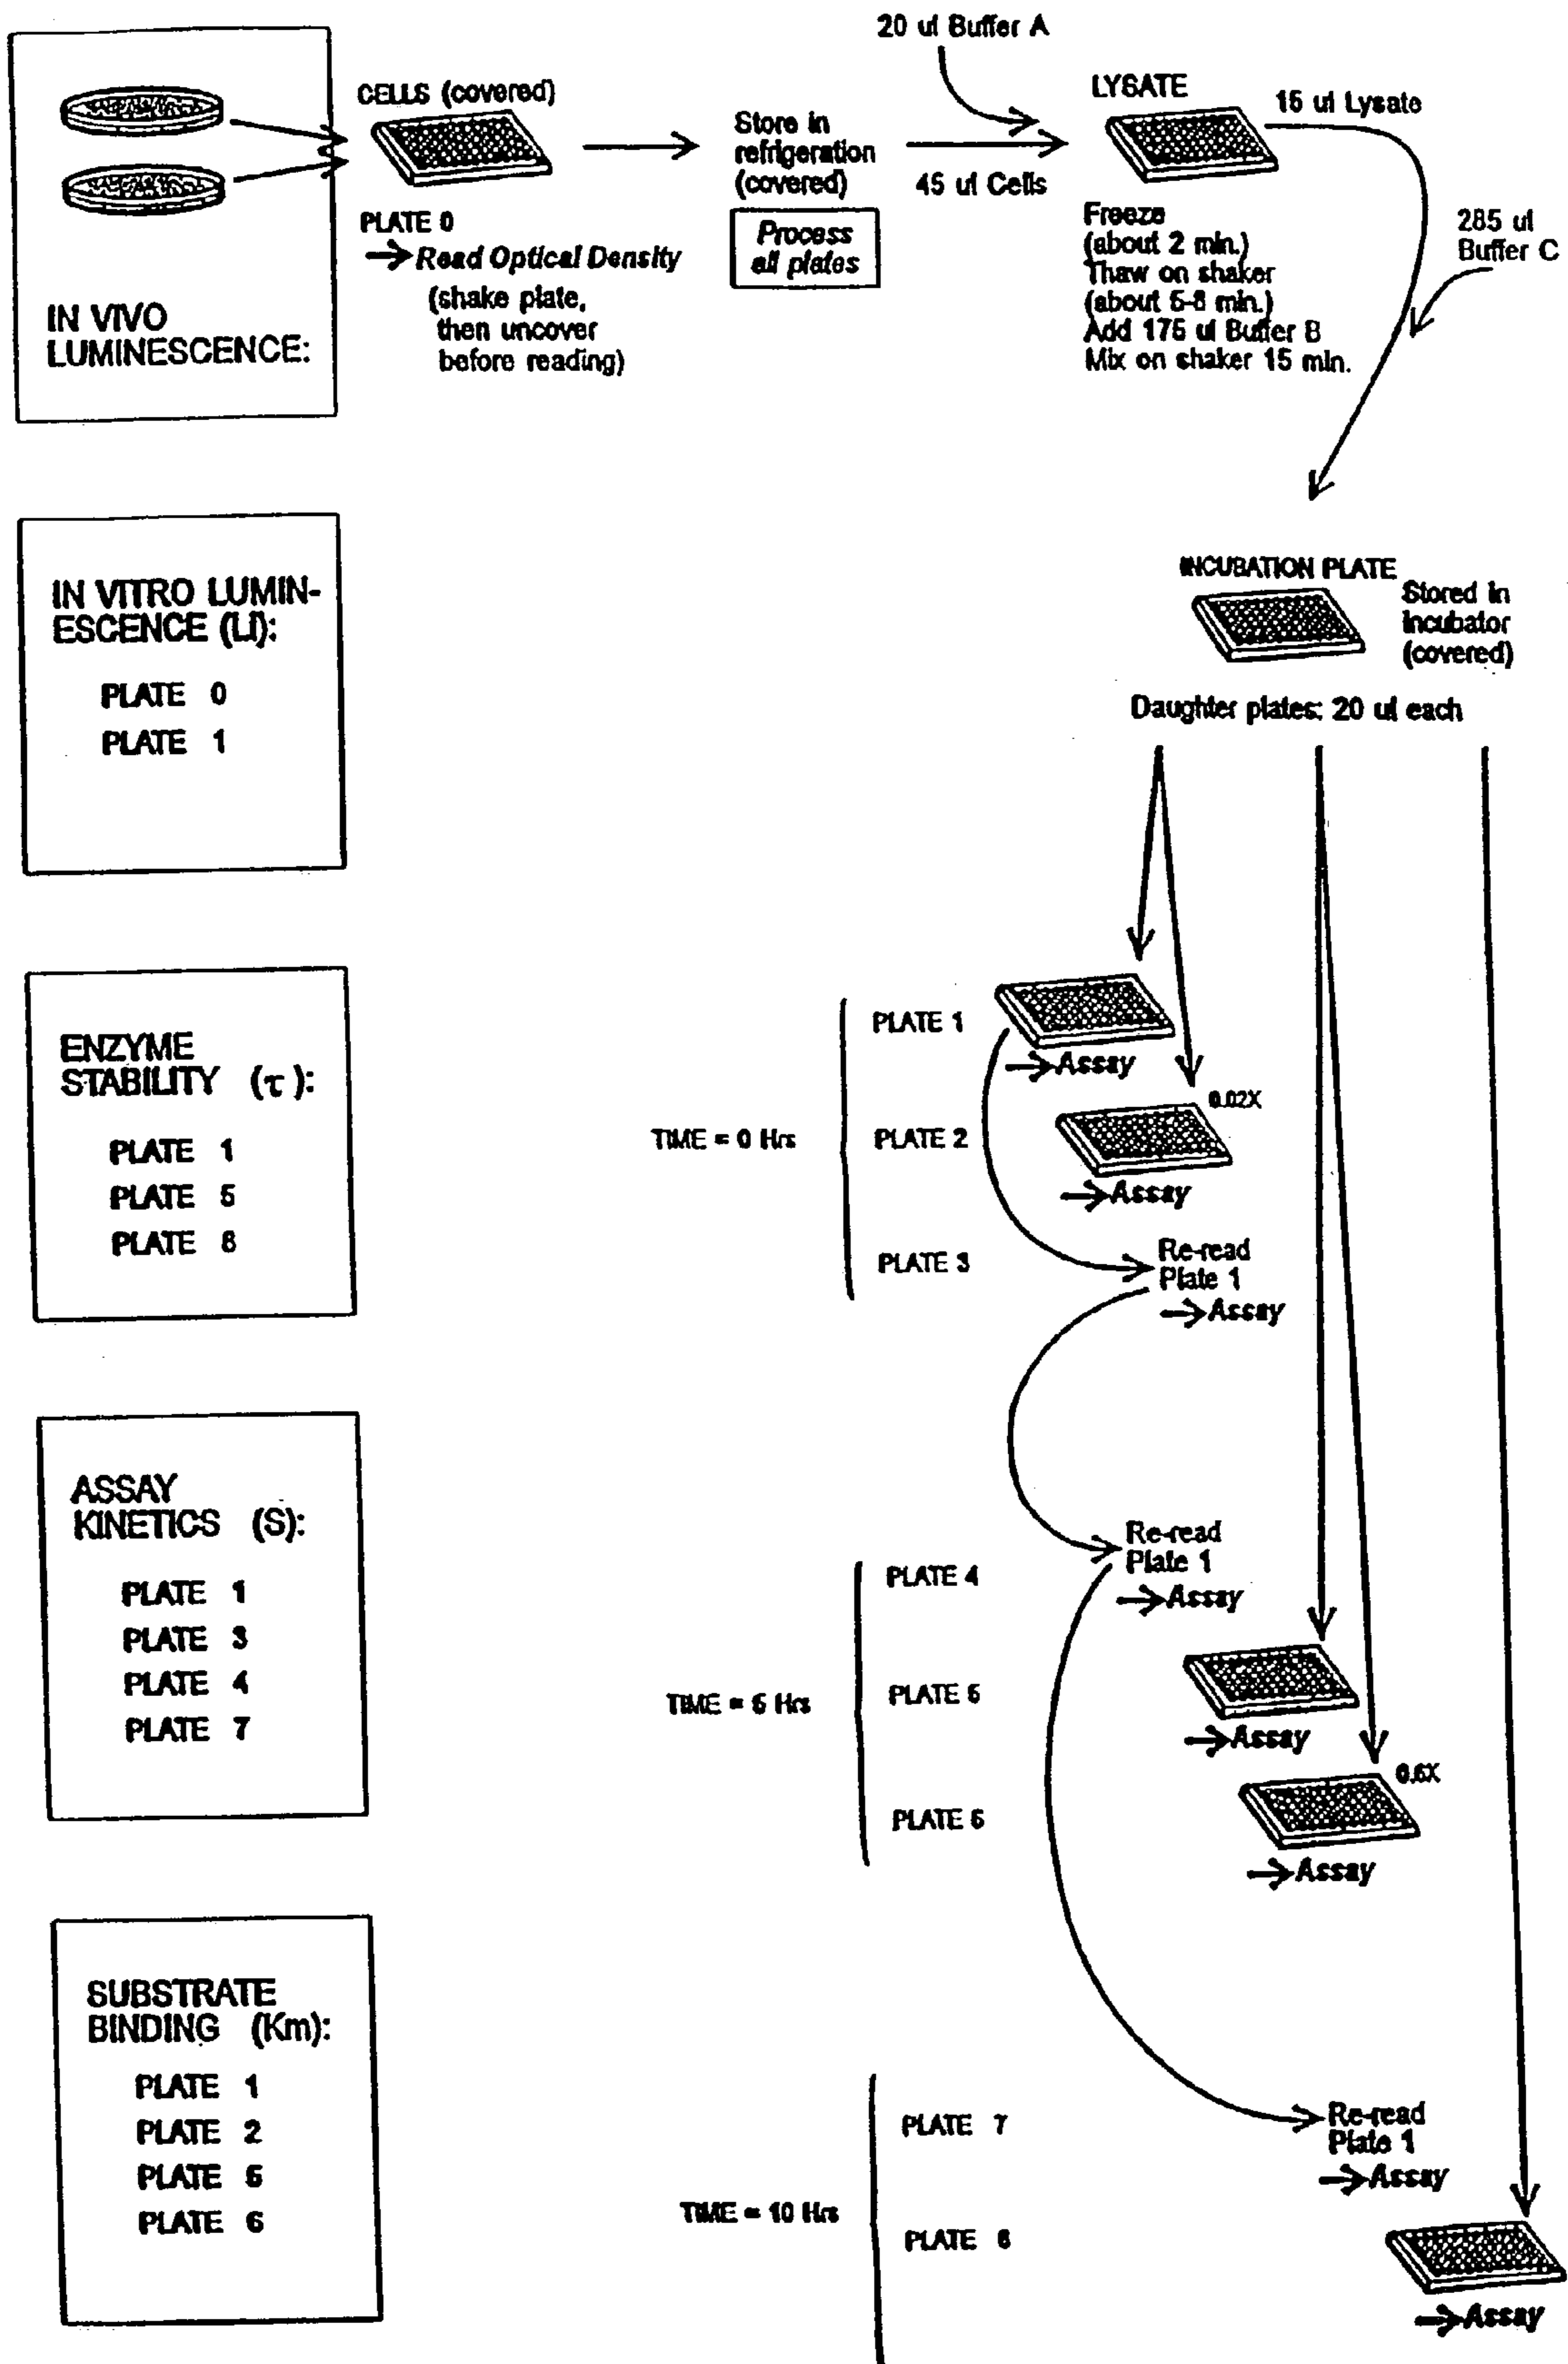 20 ul Buffer A
CELLS (covered)
Store in
refrigeration
(covered)
45 ul Cells
LYSATE
15 ul Lysate
PLATE 0
Read Optical Density
(shake plate,
then uncover
before reading)
Process
all plates
Freeze
(about 2 min.)
Thaw on shaker
(about 5-8 min.)
Add 175 ul Buffer B
Mix on shaker 15 min.
285 ul
Buffer C
IN VIVO
LUMINESCENCE:
IN VITRO LUMIN-
ESCENCE (LI):
PLATE 0
PLATE 1
INCUBATION PLATE
Stored in
incubator
(covered)
Daughter plates: 20 ul each
ENZYME
STABILITY (τ):
PLATE 1
PLATE 5
PLATE 8
TIME = 0 Hrs
PLATE 1
Assay
PLATE 2
0.02X
Assay
PLATE 3
Re-read
Plate 1
Assay
ASSAY
KINETICS (S):
PLATE 1
PLATE 3
PLATE 4
PLATE 7
TIME = 5 Hrs
PLATE 4
Re-read
Plate 1
Assay
PLATE 5
Assay
PLATE 6
Assay
SUBSTRATE
BINDING (Km):
PLATE 1
PLATE 2
PLATE 5
PLATE 6
TIME = 10 Hrs
PLATE 7
Re-read
Plate 1
Assay
PLATE 8
Assay